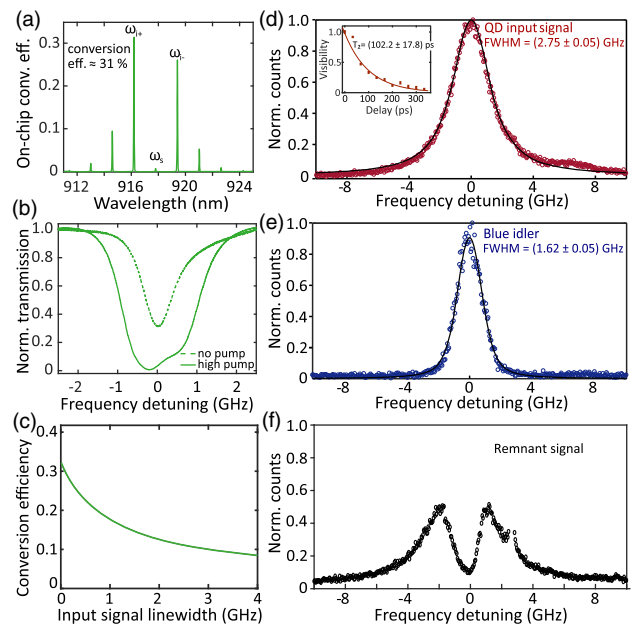 (a)
conversion
eff. ≈ 31 %
ωi+
ωi-
ωs
On-chip conv. eff.
0.3
0.2
0.1
0
912
916
920
924
Wavelength (nm)
(b)
Norm. transmission
1.0
0.8
0.6
0.4
0.2
0
no pump
high pump
-2
-1
0
1
2
Frequency detuning (GHz)
(c)
Conversion efficiency
0.4
0.3
0.2
0.1
0
0
1
2
3
4
Input signal linewidth (GHz)
(d)
Norm. counts
1.0
0.8
0.6
0.4
0.2
QD input signal
FWHM = (2.75 ± 0.05) GHz
Visibility
1
0
T₂= (102.2 ± 17.8) ps
0
100
200
300
Delay (ps)
-8
-4
0
4
8
Frequency detuning (GHz)
(e)
Norm. counts
1.0
0.8
0.6
0.4
0.2
0
Blue idler
FWHM = (1.62 ± 0.05) GHz
-8
-4
0
4
8
Frequency detuning (GHz)
(f)
Norm. counts
1.0
0.8
0.6
0.4
0.2
0
Remnant signal
-8
-4
0
4
8
Frequency detuning (GHz)